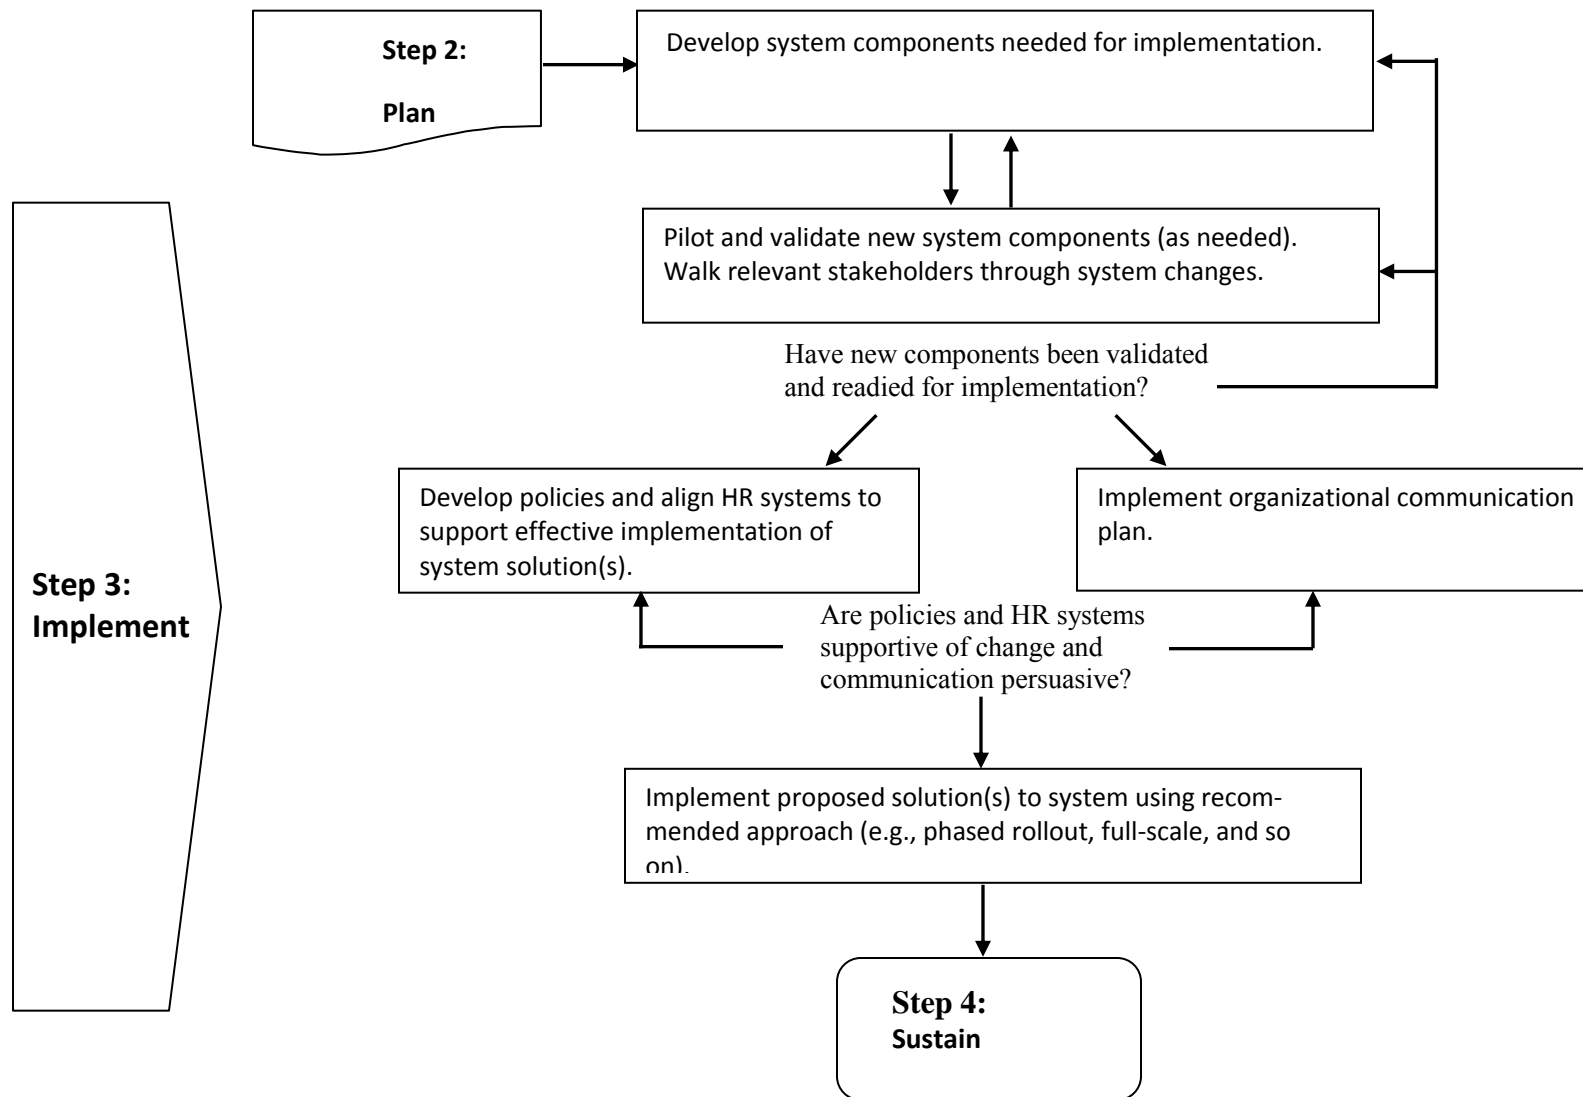 Step 2:
Plan
Develop system components needed for implementation.
Pilot and validate new system components (as needed).
Walk relevant stakeholders through system changes.
Have new components been validated
and readied for implementation?
Develop policies and align HR systems to
support effective implementation of
system solution(s).
Implement organizational communication
plan.
Step 3:
Implement
Are policies and HR systems
supportive of change and
communication persuasive?
Implement proposed solution(s) to system using recom-
mended approach (e.g., phased rollout, full-scale, and so
on).
Step 4:
Sustain